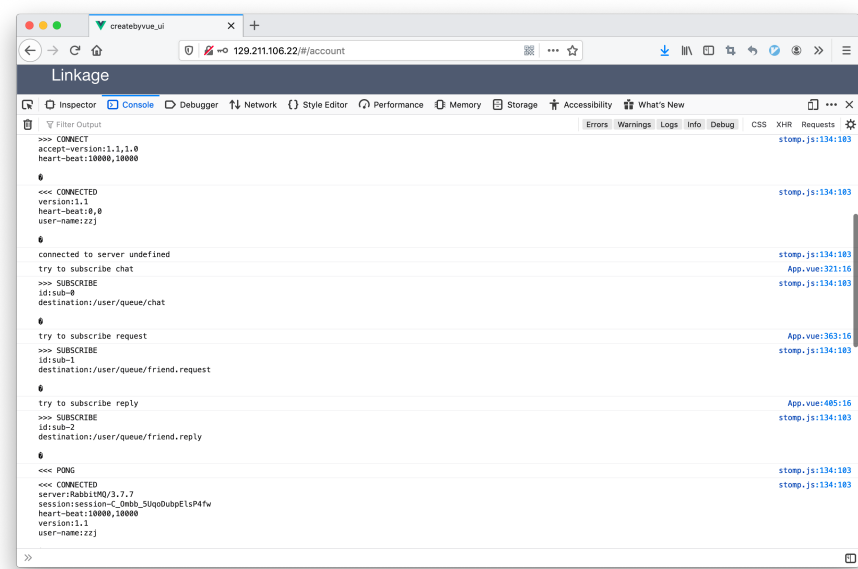 createbyvue_ui
129.211.106.22/#/account
Linkage
Inspector Console Debugger Network Style Editor Performance Memory Storage Accessibility What's New
Filter Output Errors Warnings Logs Info Debug CSS XHR Requests
>>> CONNECT stomp.js:134:103
accept-version:1.1,1.0
heart-beat:10000,10000
<<< CONNECTED stomp.js:134:103
version:1.1
heart-beat:0,0
user-name:zzj
connected to server undefined stomp.js:134:103
try to subscribe chat App.vue:321:16
>>> SUBSCRIBE stomp.js:134:103
id:sub-0
destination:/user/queue/chat
try to subscribe request App.vue:363:16
>>> SUBSCRIBE stomp.js:134:103
id:sub-1
destination:/user/queue/friend.request
try to subscribe reply App.vue:405:16
>>> SUBSCRIBE stomp.js:134:103
id:sub-2
destination:/user/queue/friend.reply
<<< PONG stomp.js:134:103
<<< CONNECTED stomp.js:134:103
server:RabbitMQ/3.7.7
session:session-C_Ombb_5UqoDubpElsP4fw
heart-beat:10000,10000
version:1.1
user-name:zzj